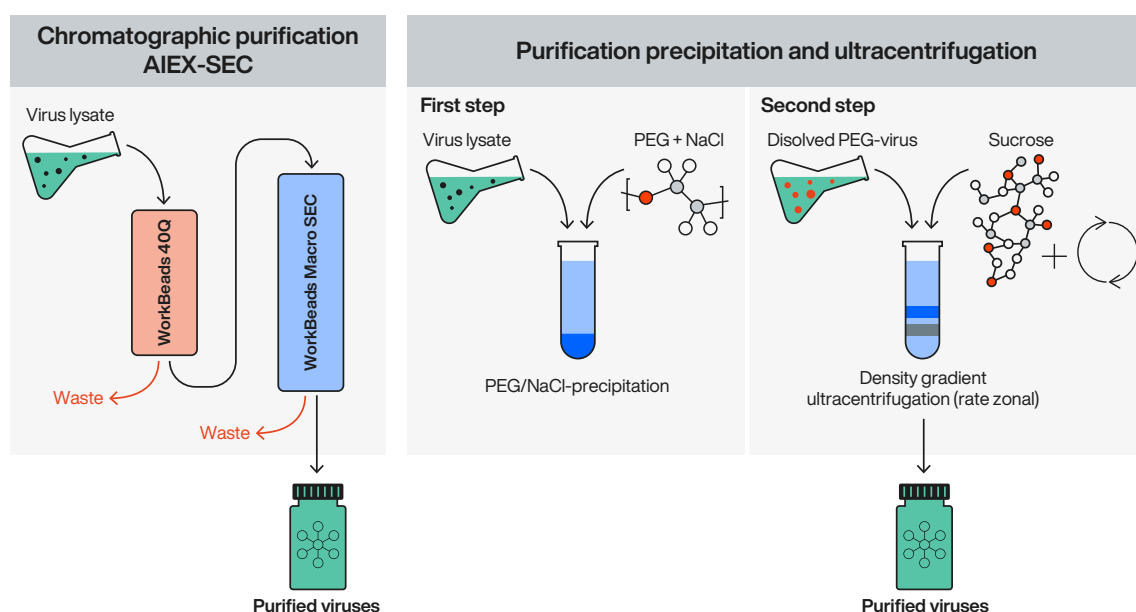 Chromatographic purification
AIEX-SEC
Virus lysate
WorkBeads 40Q
WorkBeads Macro SEC
Waste
Waste
Purified viruses
Purification precipitation and ultracentrifugation
First step
Virus lysate
PEG + NaCl
PEG/NaCl-precipitation
Second step
Disolved PEG-virus
Sucrose
Density gradient
ultracentrifugation (rate zonal)
Purified viruses